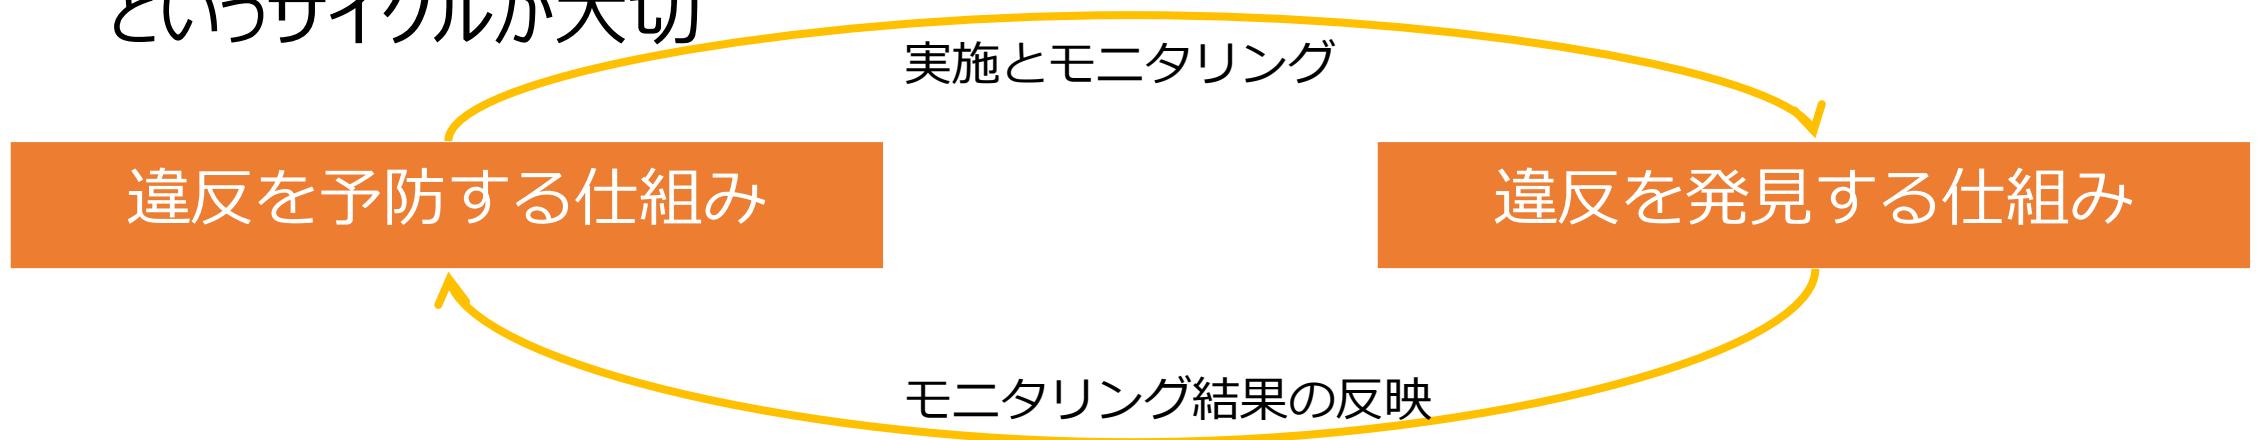 というサイクルが大切
実施とモニタリング
違反を予防する仕組み
違反を発見する仕組み
モニタリング結果の反映